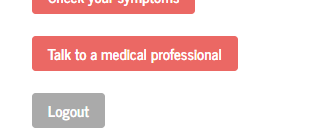 Check your symptoms
Talk to a medical professional
Logout